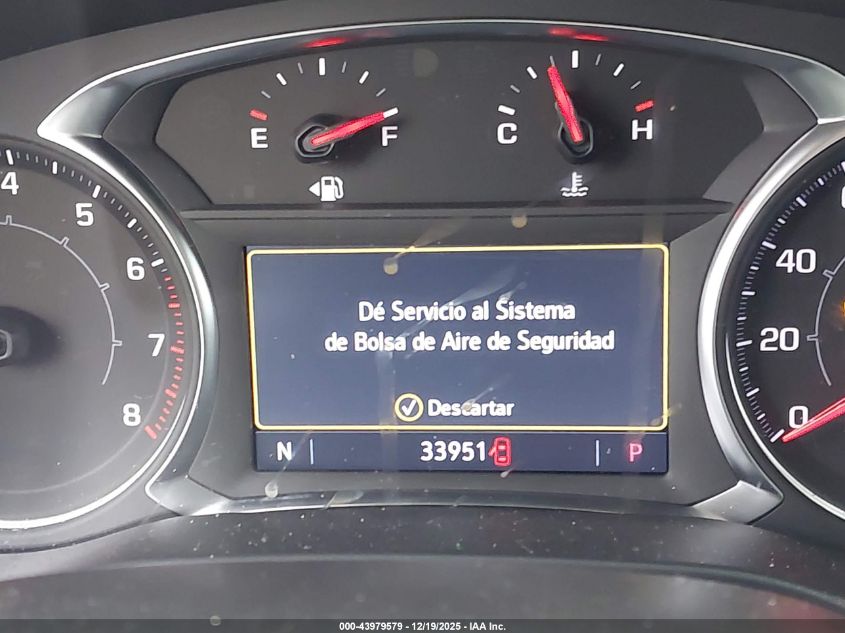 E F
C H
4
5
6
7
8
40
20
0
Dé Servicio al Sistema
de Bolsa de Aire de Seguridad
Descartar
N 33951 P
000-43979579 - 12/19/2025 - IAA Inc.